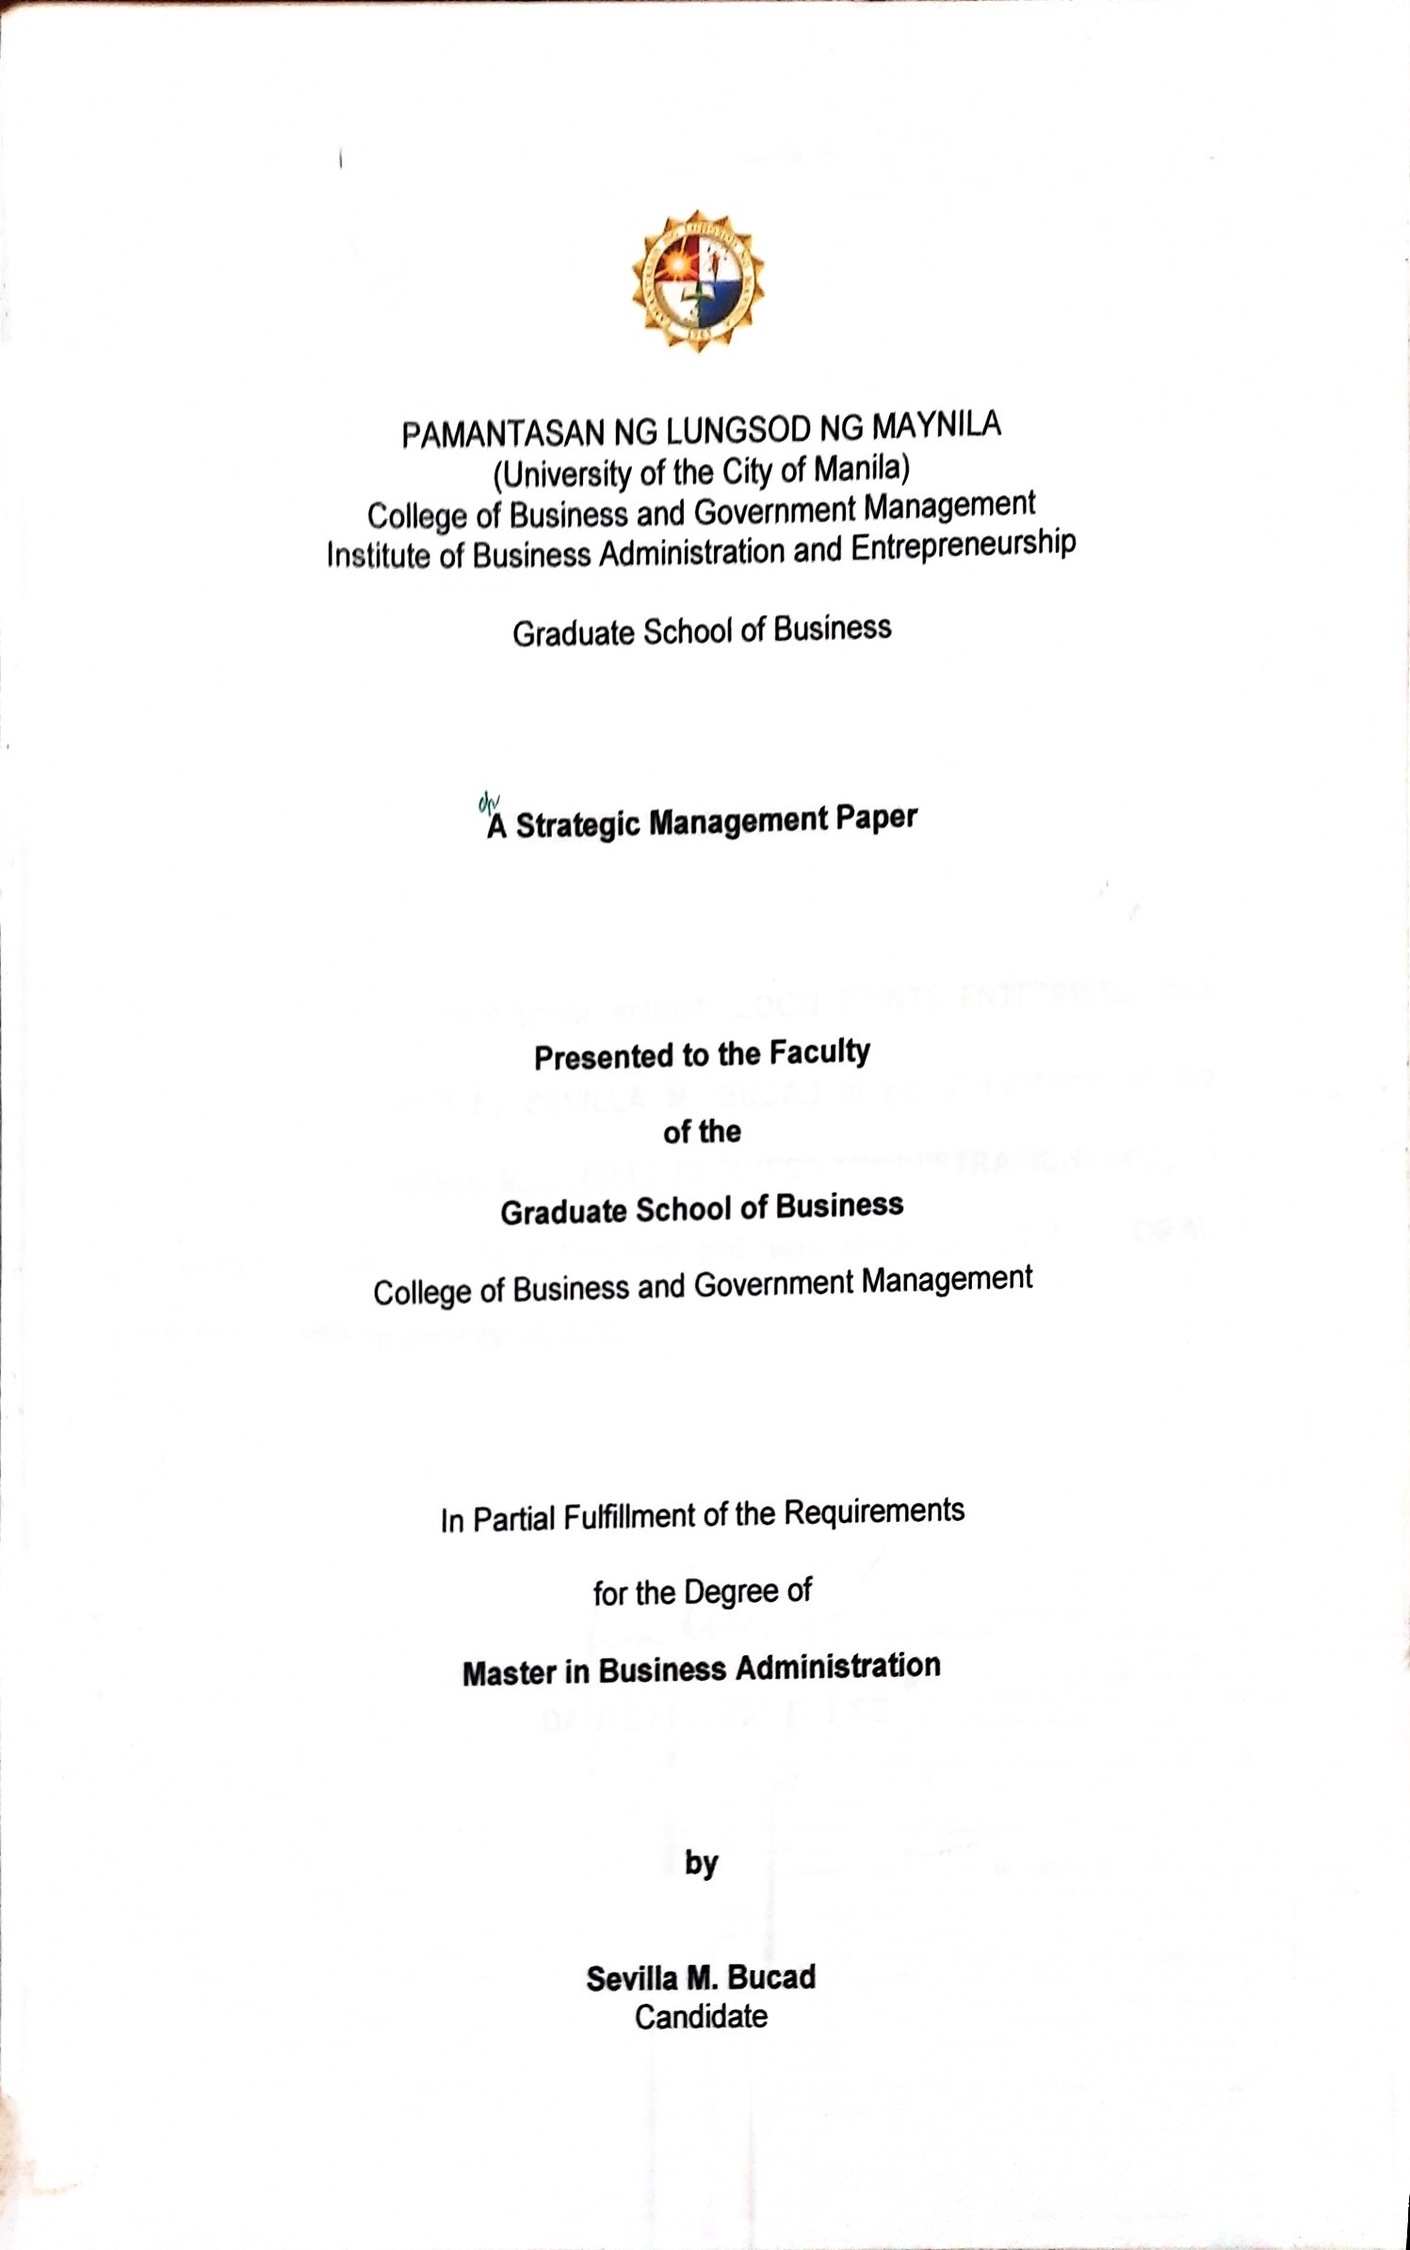 PAMANTASAN NG LUNGSOD NG MAYNILA
(University of the City of Manila)
College of Business and Government Management
Institute of Business Administration and Entrepreneurship
Graduate School of Business
A Strategic Management Paper
Presented to the Faculty
of the
Graduate School of Business
College of Business and Government Management
In Partial Fulfillment of the Requirements
for the Degree of
Master in Business Administration
by
Sevilla M. Bucad
Candidate